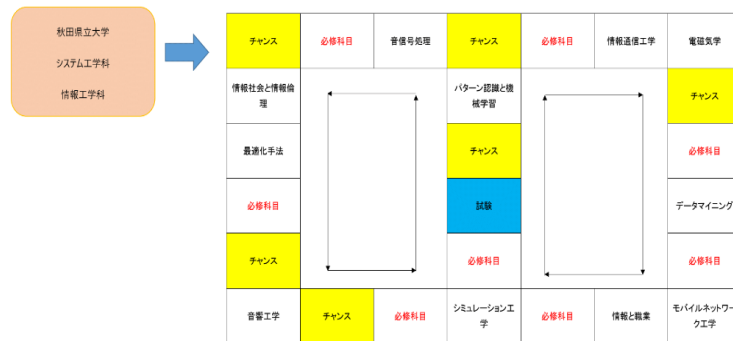 秋田県立大学
システム工学科
情報工学科
チャンス
必修科目
音信号処理
チャンス
必修科目
情報通信工学
電磁気学
情報社会と情報倫
理
パターン認識と機
械学習
チャンス
最適化手法
チャンス
必修科目
必修科目
試験
データマイニング
チャンス
必修科目
必修科目
音響工学
チャンス
必修科目
シミュレーション工
学
必修科目
情報と職業
モバイルネットワー
ク工学